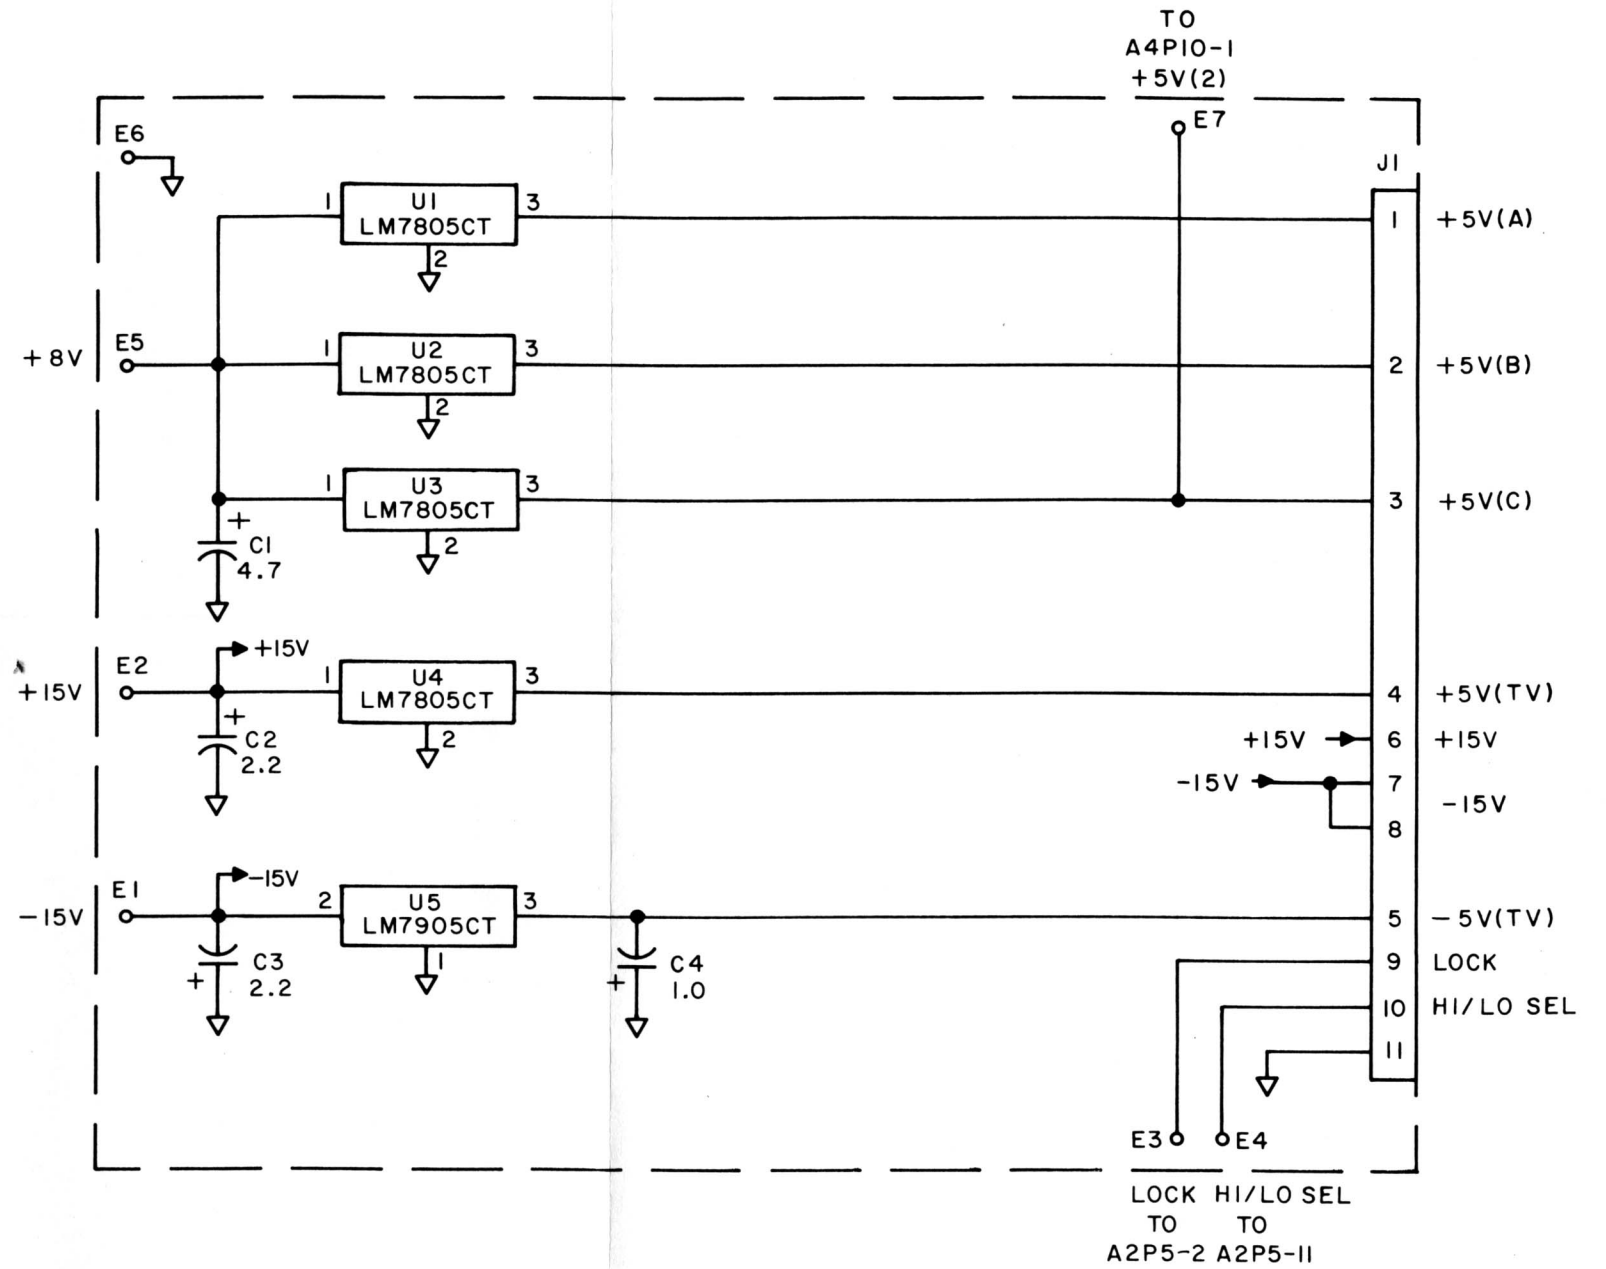 TO
A4P10-1
+5V(2)
E7
E6
J1
1
U1
LM7805CT
3
2
1
+5V(A)
+8V
E5
1
U2
LM7805CT
3
2
2
+5V(B)
1
U3
LM7805CT
3
2
3
+5V(C)
+
C1
4.7
+15V
E2
+15V
1
U4
LM7805CT
3
2
4
+5V(TV)
+
C2
2.2
+15V
6
+15V
-15V
7
-15V
8
-15V
E1
-15V
2
U5
LM7905CT
3
1
5
-5V(TV)
C3
+
2.2
C4
+
1.0
9
LOCK
10
HI/LO SEL
11
E3
E4
LOCK HI/LO SEL
TO TO
A2P5-2 A2P5-11